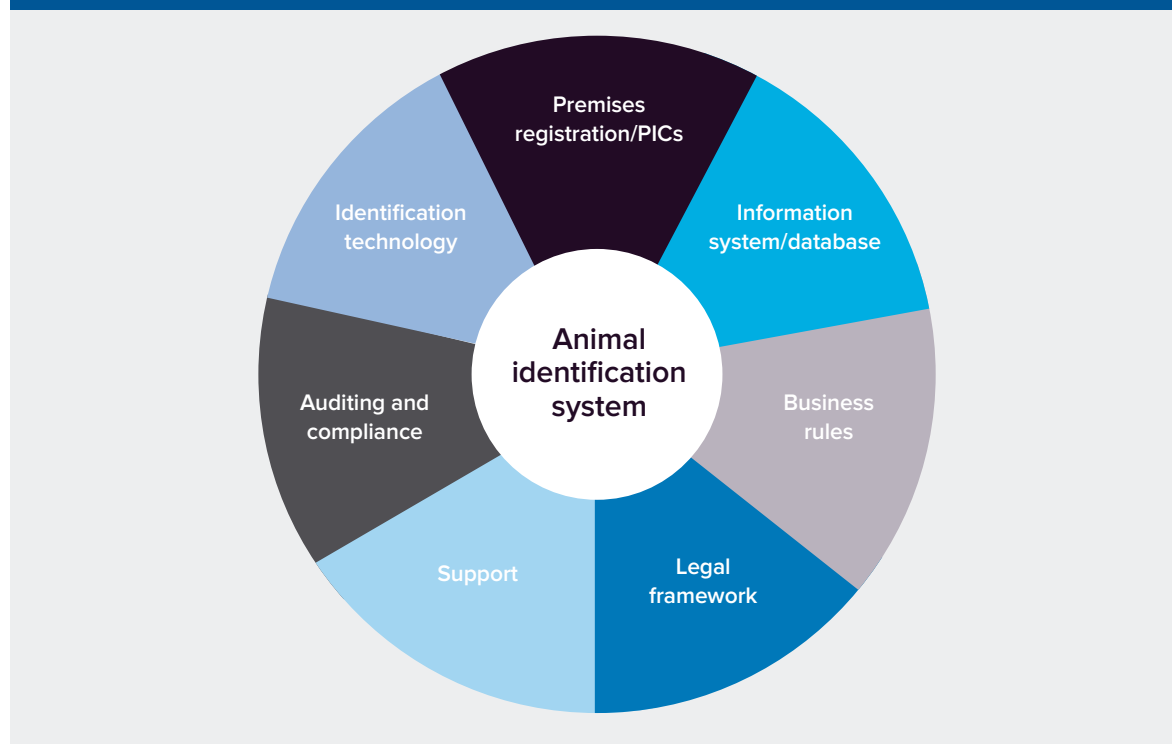 Premises
registration/PICs
Information
system/database
Business
rules
Legal
framework
Support
Auditing and
compliance
Identification
technology
Animal
identification
system